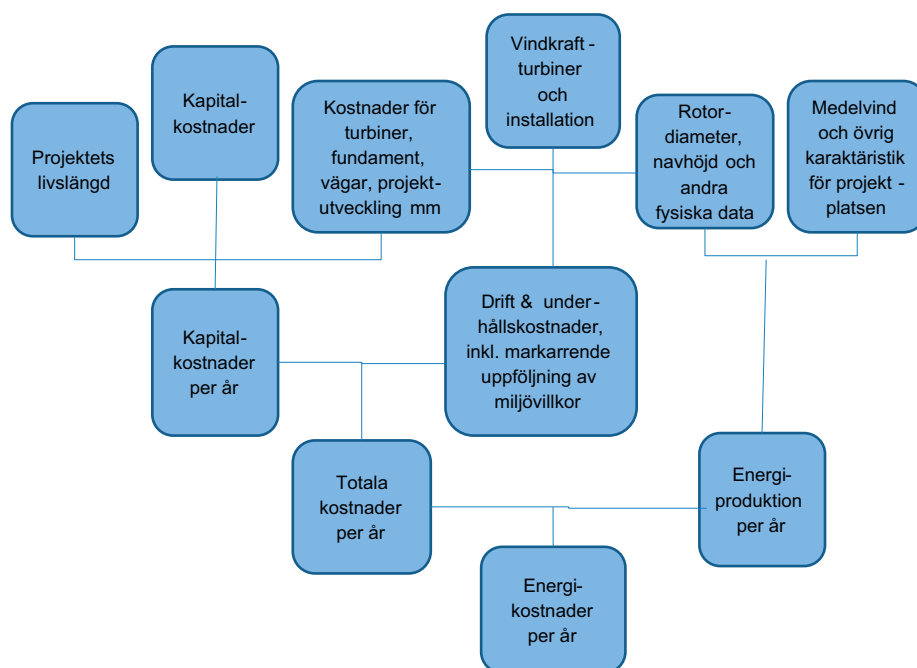 Projektets
livslängd
Kapital-
kostnader
Kostnader för
turbiner,
fundament,
vägar, projekt-
utveckling mm
Vindkraft -
turbiner
och
installation
Rotor-
diameter,
navhöjd och
andra
fysiska data
Medelvind
och övrig
karaktäristik
för projekt -
platsen
Kapital-
kostnader
per år
Drift & under-
hållskostnader,
inkl. markarrende
uppföljning av
miljövillkor
Totala
kostnader
per år
Energi-
produktion
per år
Energi-
kostnader
per år